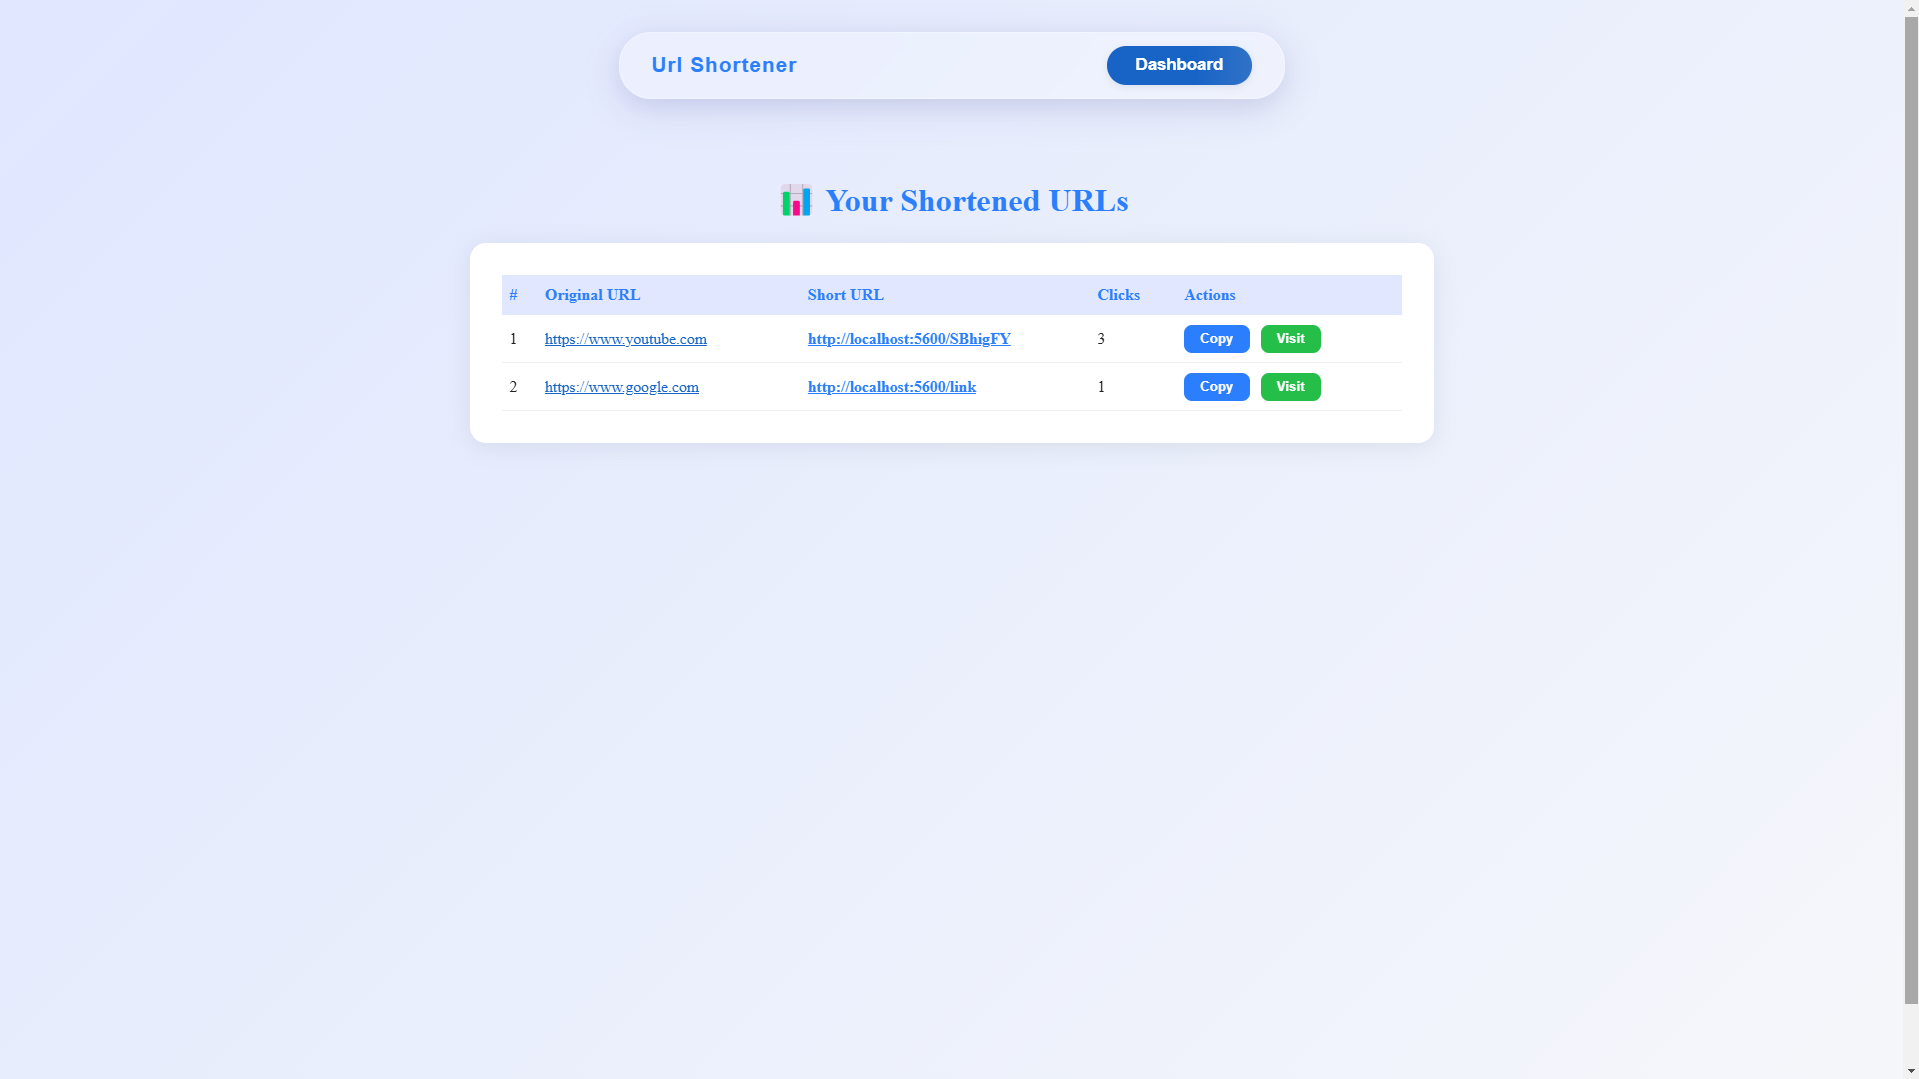 Url Shortener Dashboard
📊 Your Shortened URLs
# Original URL Short URL Clicks Actions
1 https://www.youtube.com http://localhost:5600/SBhigFY 3 Copy Visit
2 https://www.google.com http://localhost:5600/link 1 Copy Visit